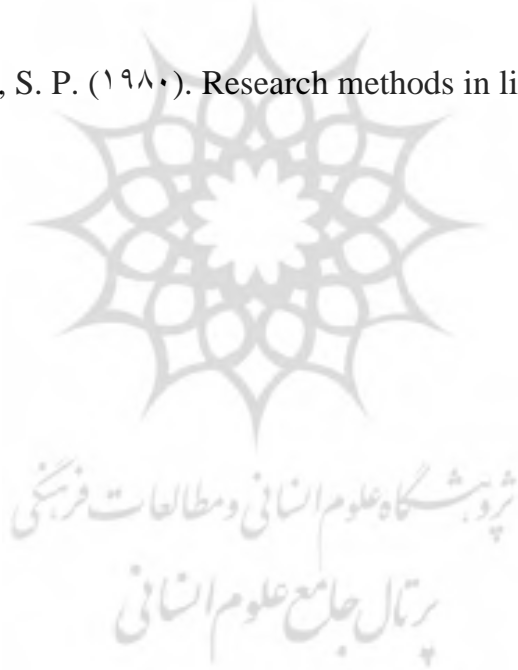 , S. P. (۱۹۸۰). Research methods in li
پژوهشگاه علوم انسانی و مطالعات فرهنگی
پرتال جامع علوم انسانی